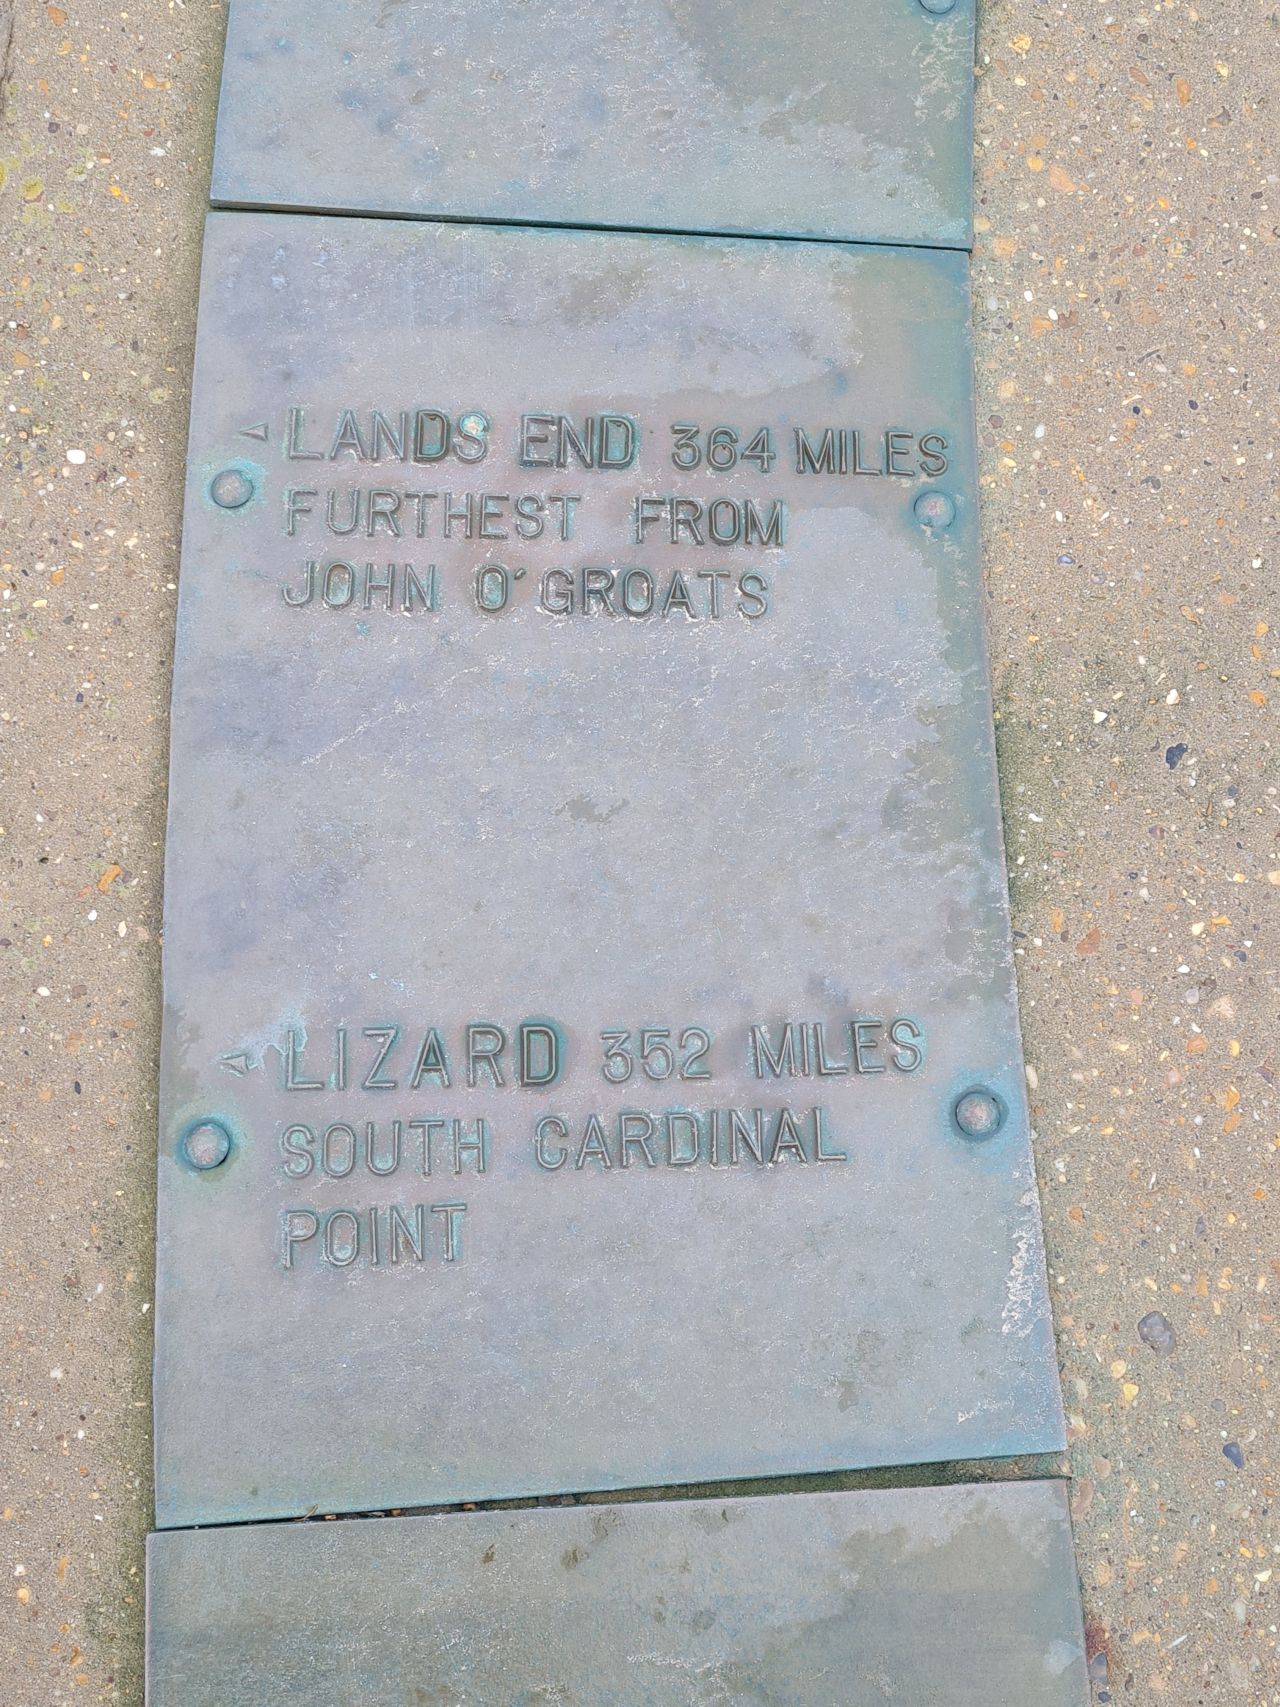 LANDS END 364 MILES
FURTHEST FROM
JOHN O'GROATS
LIZARD 352 MILES
SOUTH CARDINAL
POINT